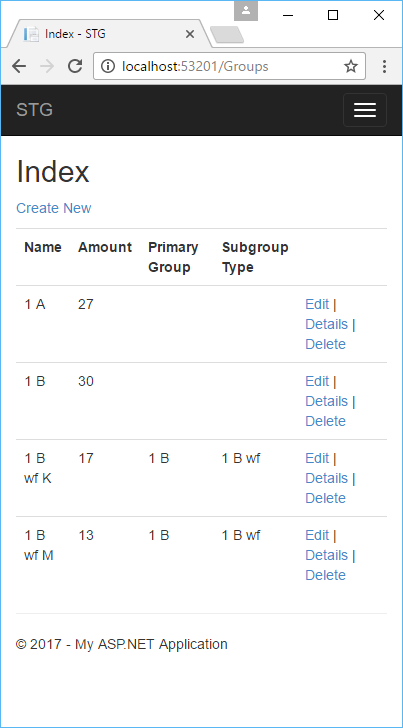 Index - STG
localhost:53201/Groups
STG
Index
Create New
Name Amount Primary Group Subgroup Type
1 A 27 Edit |
Details |
Delete
1 B 30 Edit |
Details |
Delete
1 B wf K 17 1 B 1 B wf Edit |
Details |
Delete
1 B wf M 13 1 B 1 B wf Edit |
Details |
Delete
© 2017 - My ASP.NET Application